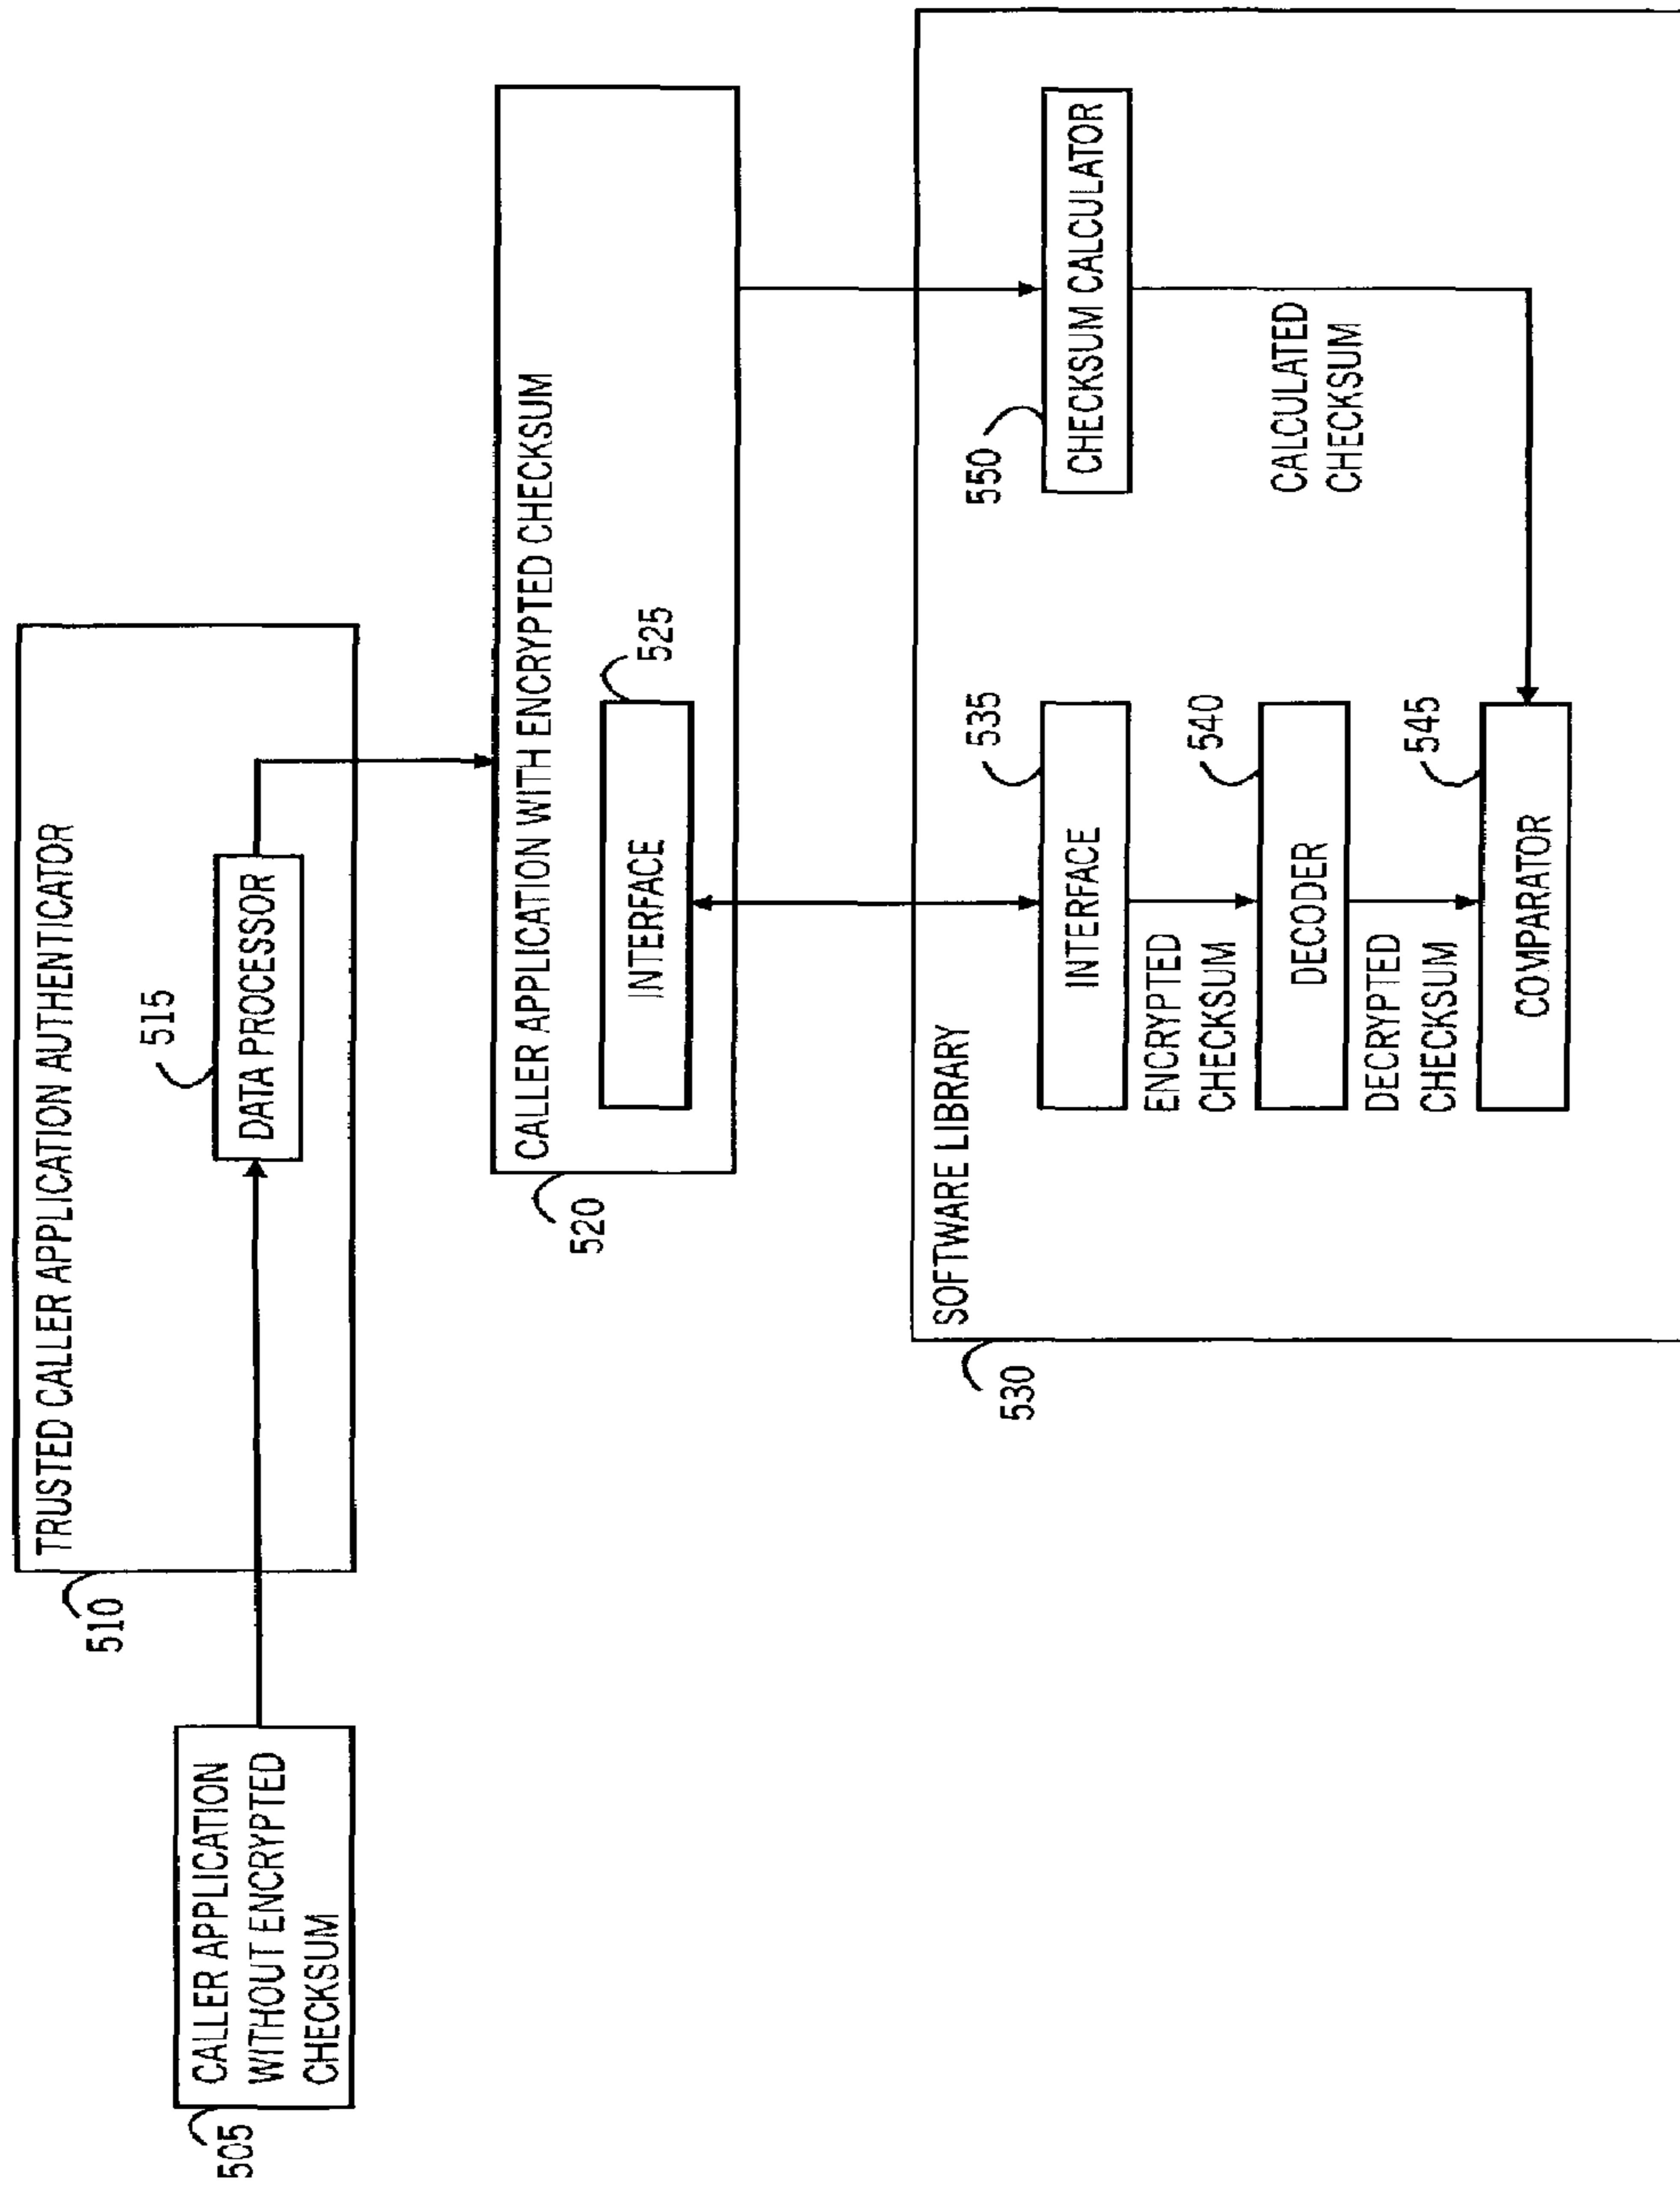 505
CALLER APPLICATION
WITHOUT ENCRYPTED
CHECKSUM
510
TRUSTED CALLER APPLICATION AUTHENTICATOR
515
DATA PROCESSOR
520
CALLER APPLICATION WITH ENCRYPTED CHECKSUM
525
INTERFACE
530
SOFTWARE LIBRARY
535
INTERFACE
ENCRYPTED
CHECKSUM
540
DECODER
DECRYPTED
CHECKSUM
545
COMPARATOR
550
CHECKSUM CALCULATOR
CALCULATED
CHECKSUM